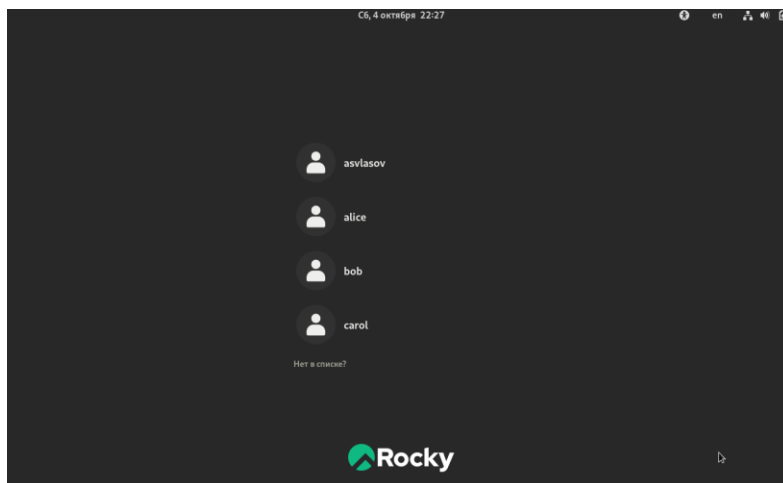 Сб, 4 октября 22:27
en
asvlasov
alice
bob
carol
Нет в списке?
Rocky